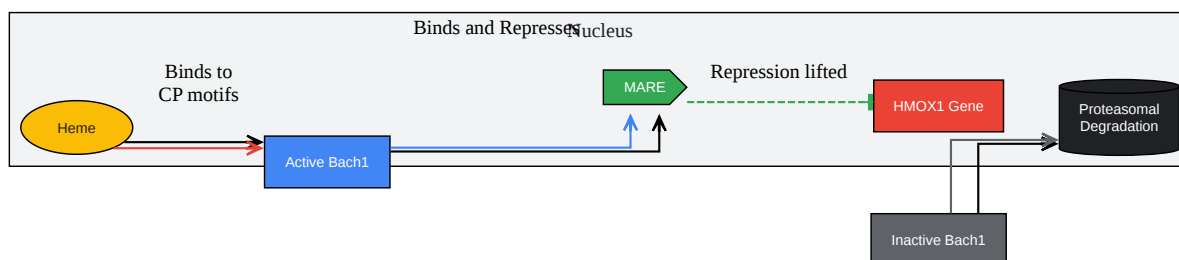 Binds and Represses
Nucleus
Binds to
CP motifs
Repression lifted
MARE
HMOX1 Gene
Proteasomal
Degradation
Heme
Active Bach1
Inactive Bach1